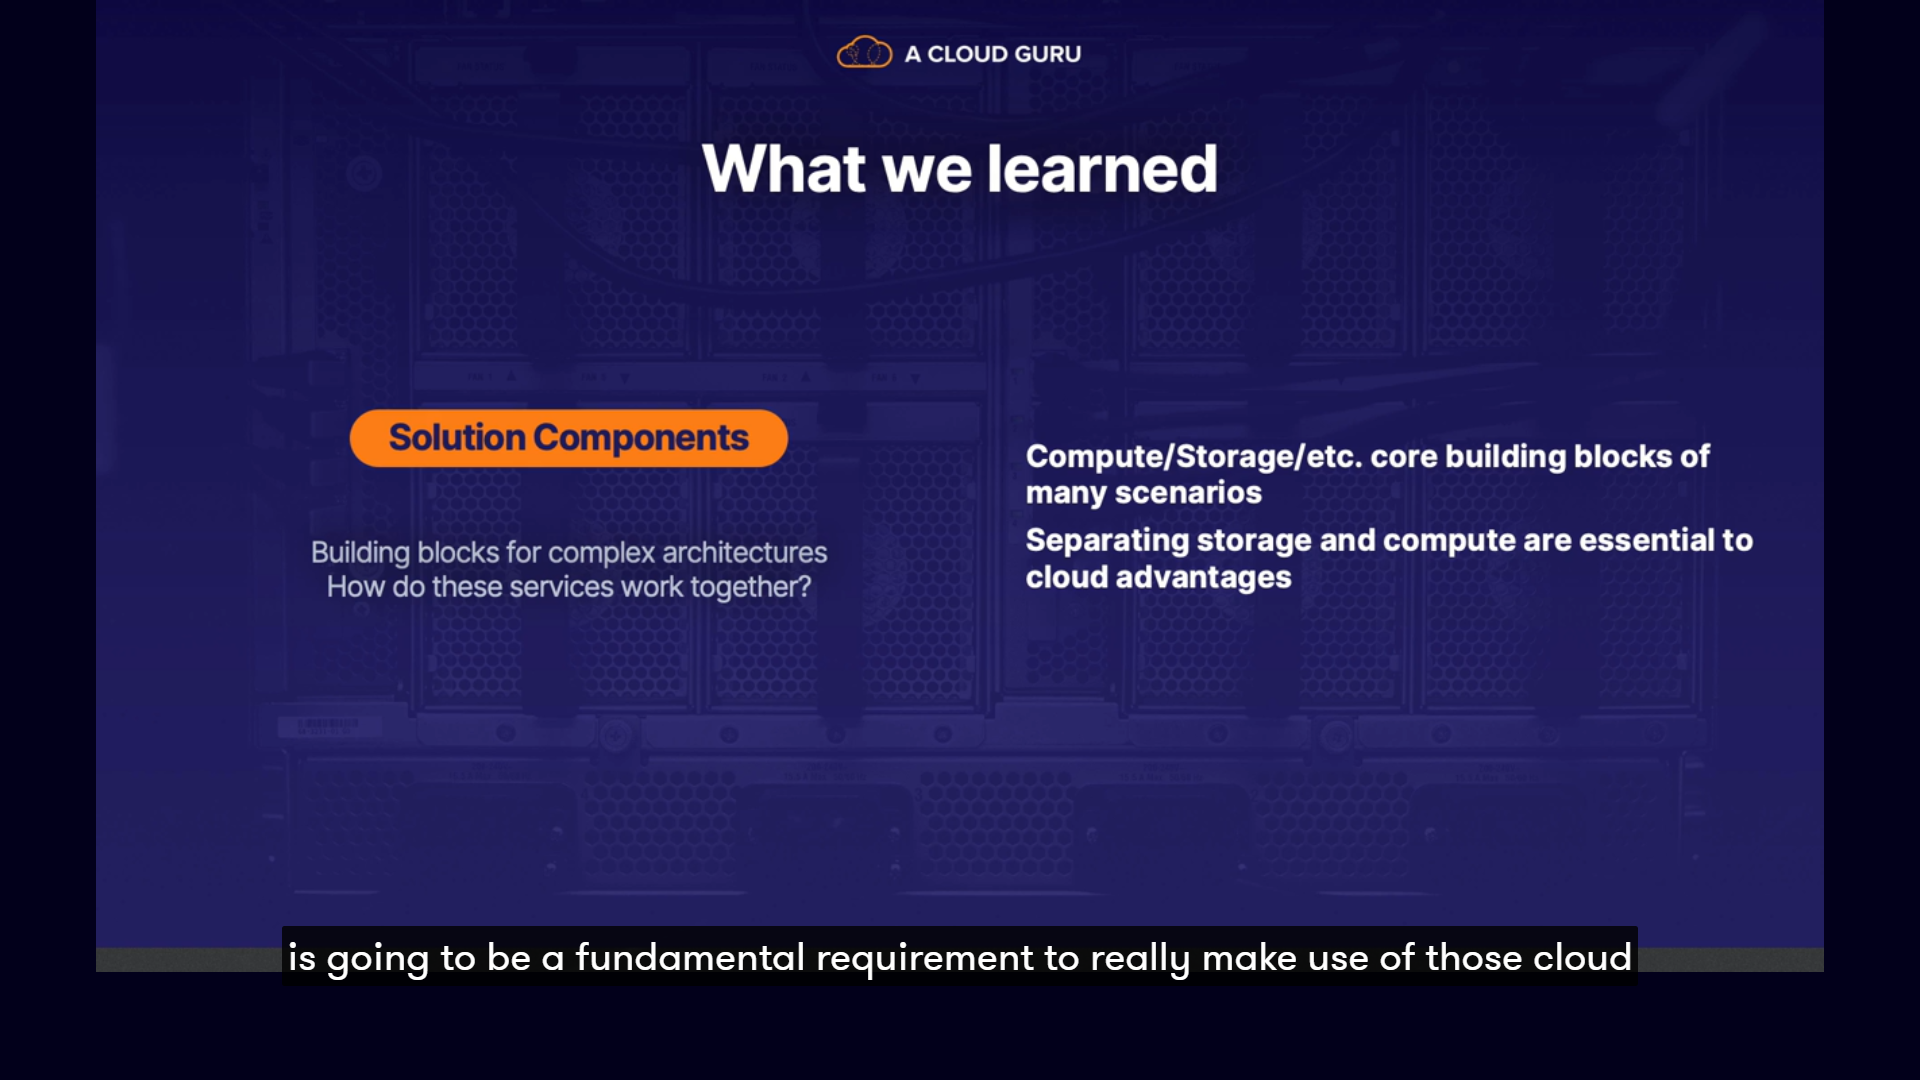 A CLOUD GURU
What we learned
Solution Components
Building blocks for complex architectures
How do these services work together?
Compute/Storage/etc. core building blocks of
many scenarios
Separating storage and compute are essential to
cloud advantages
is going to be a fundamental requirement to really make use of those cloud